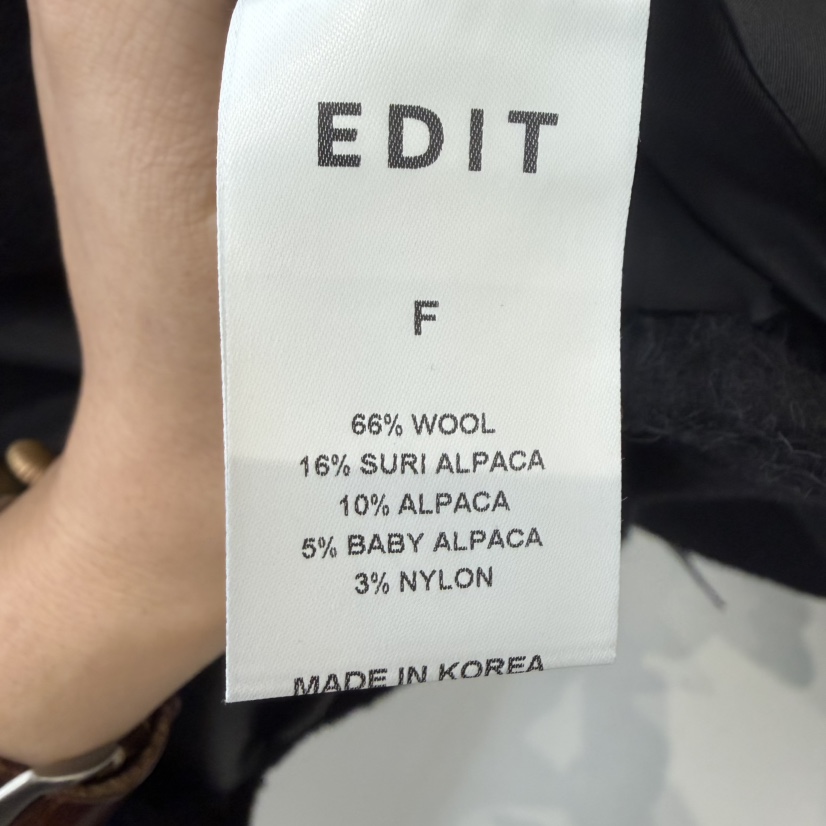 EDIT
F
66% WOOL
16% SURI ALPACA
10% ALPACA
5% BABY ALPACA
3% NYLON
MADE IN KOREA